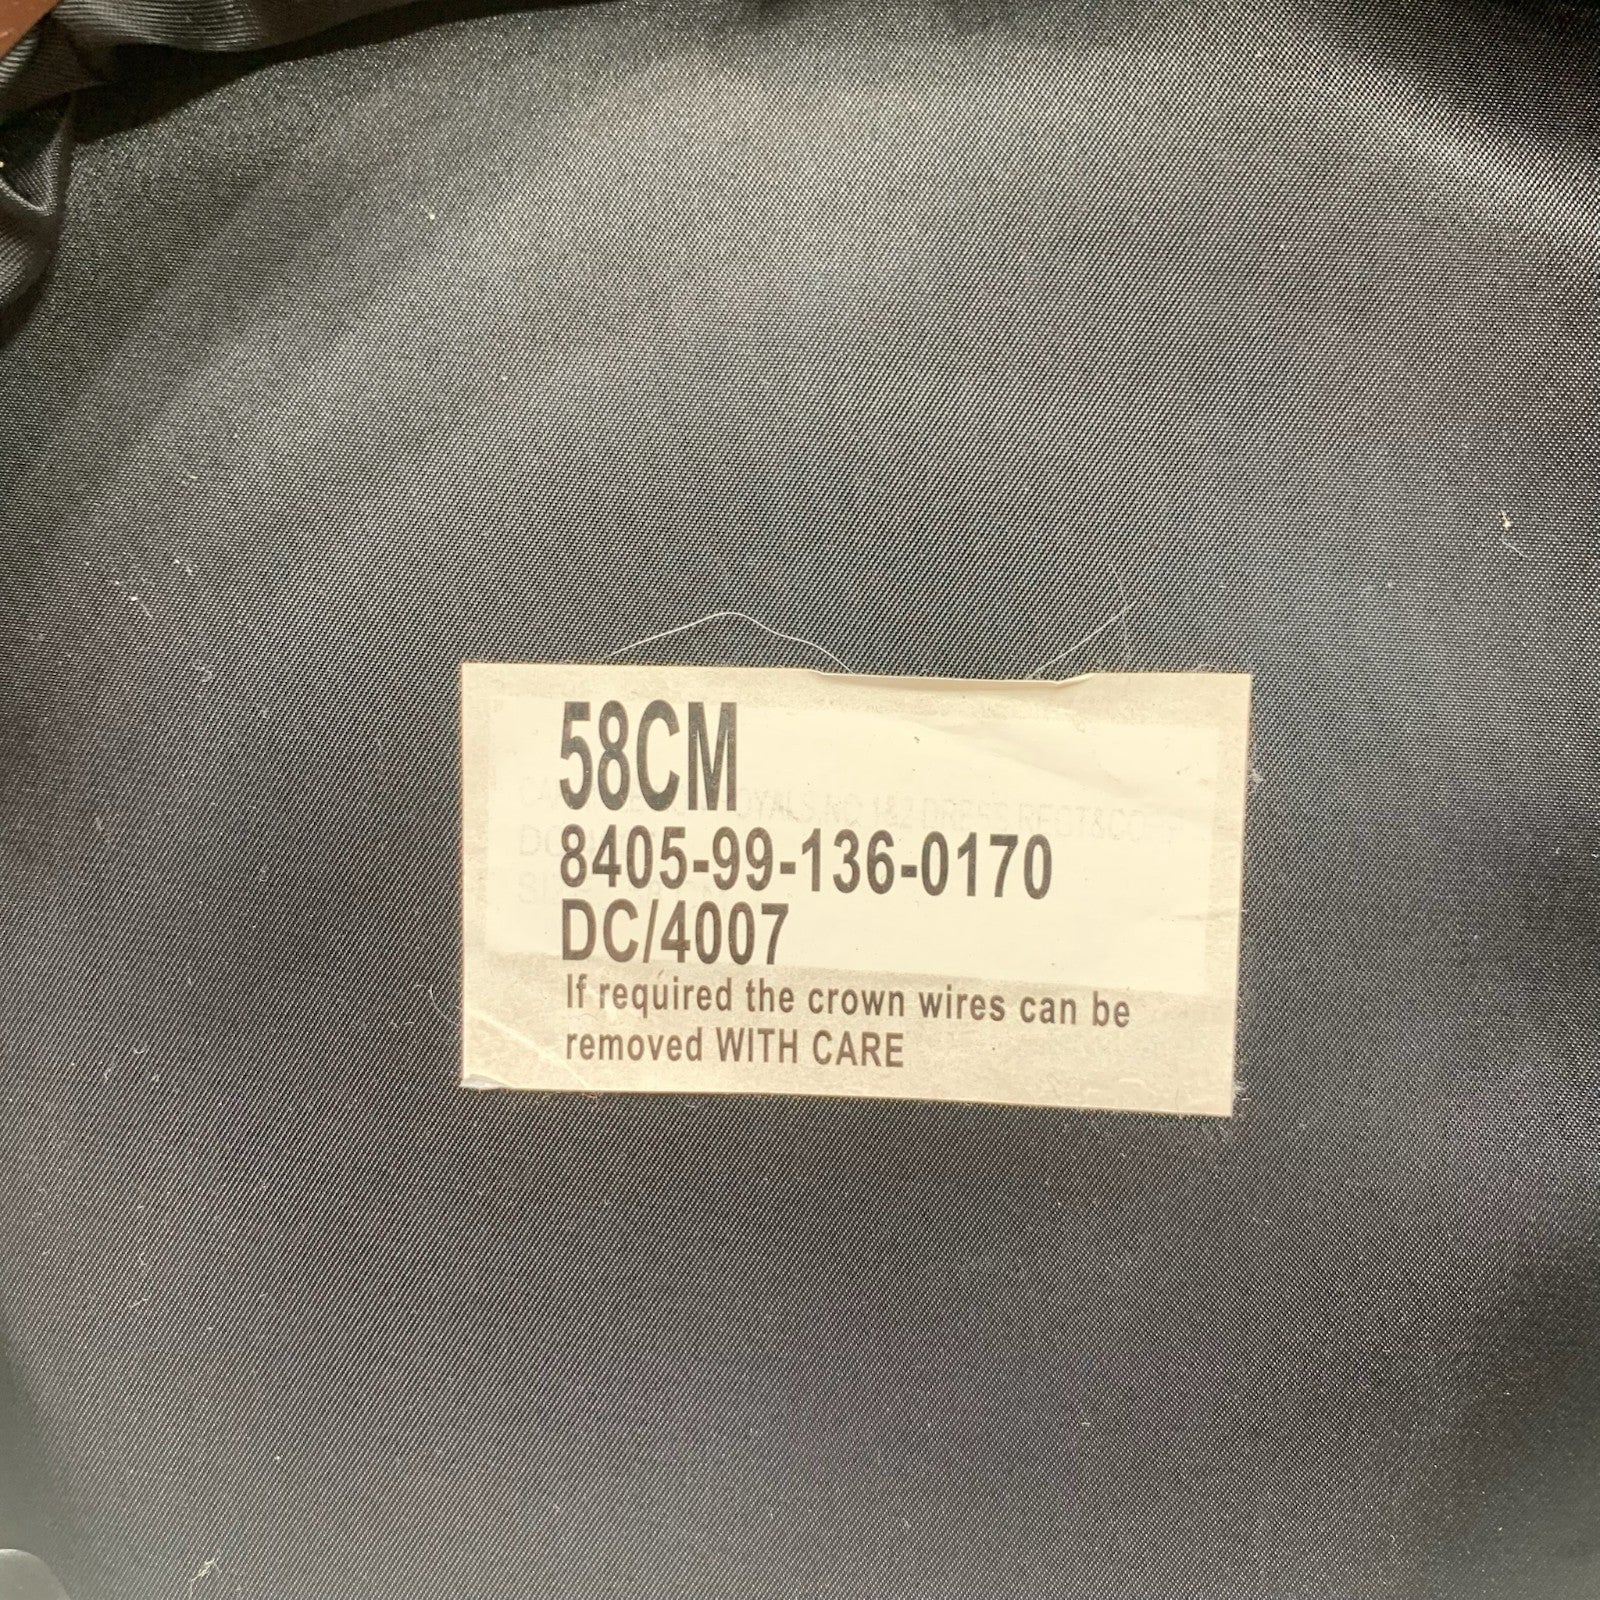 58CM
8405-99-136-0170
DC/4007
If required the crown wires can be
removed WITH CARE